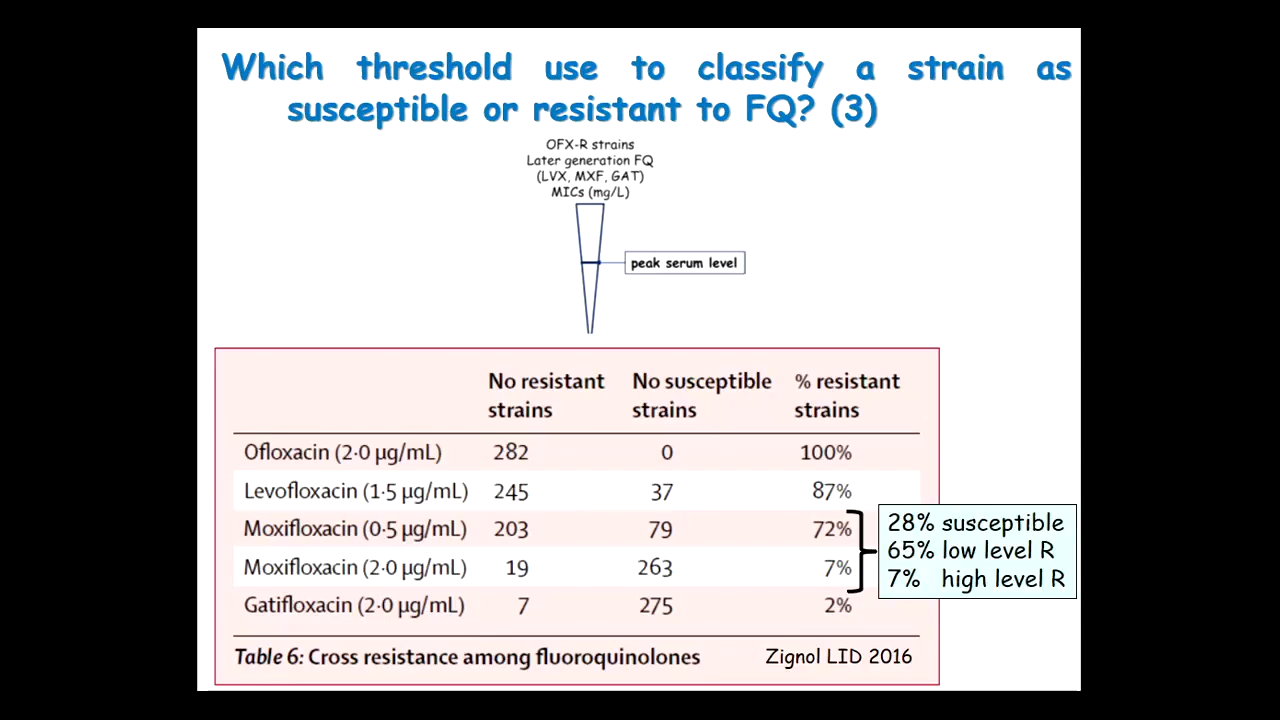 Which threshold use to classify a strain as
susceptible or resistant to FQ? (3)
OFX-R strains
Later generation FQ
(LVX, MXF, GAT)
MICs (mg/L)
peak serum level
No resistant strains No susceptible strains % resistant strains
Ofloxacin (2·0 µg/mL) 282 0 100%
Levofloxacin (1·5 µg/mL) 245 37 87%
Moxifloxacin (0·5 µg/mL) 203 79 72%
Moxifloxacin (2·0 µg/mL) 19 263 7%
Gatifloxacin (2·0 µg/mL) 7 275 2%
28% susceptible
65% low level R
7% high level R
Table 6: Cross resistance among fluoroquinolones Zignol LID 2016